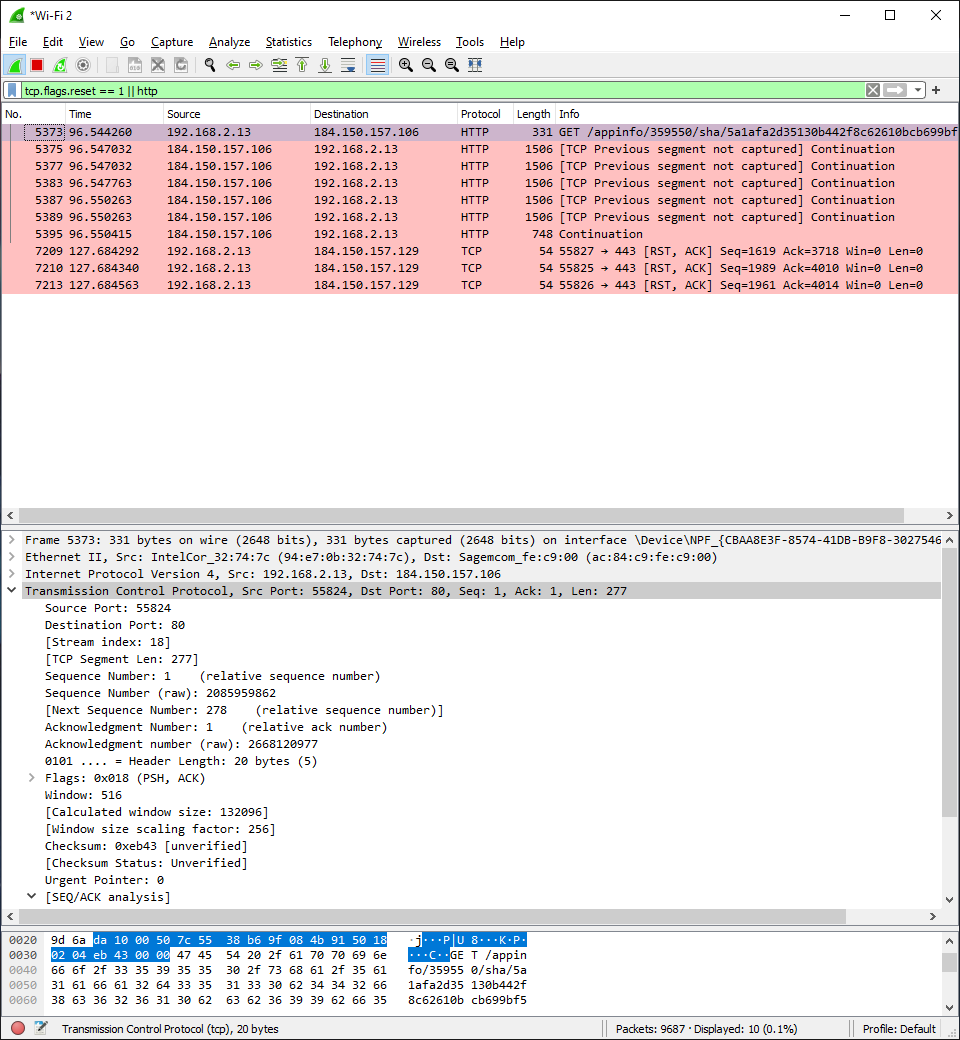 *Wi-Fi 2
File Edit View Go Capture Analyze Statistics Telephony Wireless Tools Help
tcp.flags.reset == 1 || http
No. Time Source Destination Protocol Length Info
5373 96.544260 192.168.2.13 184.150.157.106 HTTP 331 GET /appinfo/359550/sha/5a1afa2d35130b442f8c62610bcb699bf
5375 96.547032 184.150.157.106 192.168.2.13 HTTP 1506 [TCP Previous segment not captured] Continuation
5377 96.547032 184.150.157.106 192.168.2.13 HTTP 1506 [TCP Previous segment not captured] Continuation
5383 96.547763 184.150.157.106 192.168.2.13 HTTP 1506 [TCP Previous segment not captured] Continuation
5387 96.550263 184.150.157.106 192.168.2.13 HTTP 1506 [TCP Previous segment not captured] Continuation
5389 96.550263 184.150.157.106 192.168.2.13 HTTP 1506 [TCP Previous segment not captured] Continuation
5395 96.550415 184.150.157.106 192.168.2.13 HTTP 748 Continuation
7209 127.684292 192.168.2.13 184.150.157.129 TCP 54 55827 → 443 [RST, ACK] Seq=1619 Ack=3718 Win=0 Len=0
7210 127.684340 192.168.2.13 184.150.157.129 TCP 54 55825 → 443 [RST, ACK] Seq=1989 Ack=4010 Win=0 Len=0
7213 127.684563 192.168.2.13 184.150.157.129 TCP 54 55826 → 443 [RST, ACK] Seq=1961 Ack=4014 Win=0 Len=0
Frame 5373: 331 bytes on wire (2648 bits), 331 bytes captured (2648 bits) on interface \Device\NPF_{CBAA8E3F-8574-41DB-B9F8-3027546
Ethernet II, Src: IntelCor_32:74:7c (94:e7:0b:32:74:7c), Dst: Sagemcom_fe:c9:00 (ac:84:c9:fe:c9:00)
Internet Protocol Version 4, Src: 192.168.2.13, Dst: 184.150.157.106
Transmission Control Protocol, Src Port: 55824, Dst Port: 80, Seq: 1, Ack: 1, Len: 277
Source Port: 55824
Destination Port: 80
[Stream index: 18]
[TCP Segment Len: 277]
Sequence Number: 1 (relative sequence number)
Sequence Number (raw): 2085959862
[Next Sequence Number: 278 (relative sequence number)]
Acknowledgment Number: 1 (relative ack number)
Acknowledgment number (raw): 2668120977
0101 .... = Header Length: 20 bytes (5)
Flags: 0x018 (PSH, ACK)
Window: 516
[Calculated window size: 132096]
[Window size scaling factor: 256]
Checksum: 0xeb43 [unverified]
[Checksum Status: Unverified]
Urgent Pointer: 0
[SEQ/ACK analysis]
0020 9d 6a da 10 00 50 7c 55 38 b6 9f 08 4b 91 50 18 ·j···P|U 8···K·P·
0030 02 04 eb 43 00 00 47 45 54 20 2f 61 70 70 69 6e ···C··GE T /appin
0040 66 6f 2f 33 35 39 35 35 30 2f 73 68 61 2f 35 61 fo/35955 0/sha/5a
0050 31 61 66 61 32 64 33 35 31 33 30 62 34 34 32 66 1afa2d35 130b442f
0060 38 63 36 32 36 31 30 62 63 62 36 39 39 62 66 35 8c62610b cb699bf5
Transmission Control Protocol (tcp), 20 bytes Packets: 9687 · Displayed: 10 (0.1%) Profile: Default